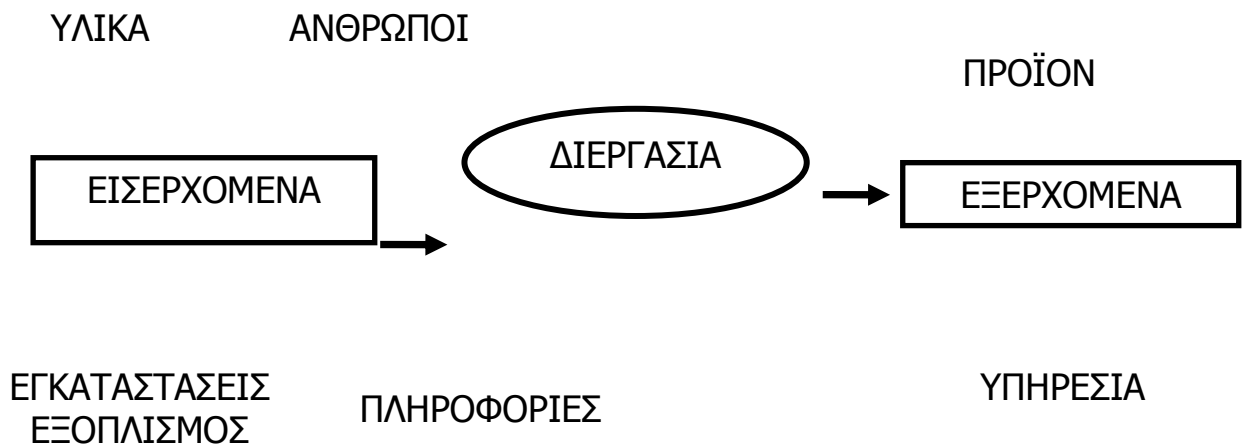 ΥΛΙΚΑ ΑΝΘΡΩΠΟΙ
ΠΡΟΪΟΝ
ΔΙΕΡΓΑΣΙΑ
ΕΙΣΕΡΧΟΜΕΝΑ
ΕΞΕΡΧΟΜΕΝΑ
ΕΓΚΑΤΑΣΤΑΣΕΙΣ
ΕΞΟΠΛΙΣΜΟΣ
ΠΛΗΡΟΦΟΡΙΕΣ
ΥΠΗΡΕΣΙΑ